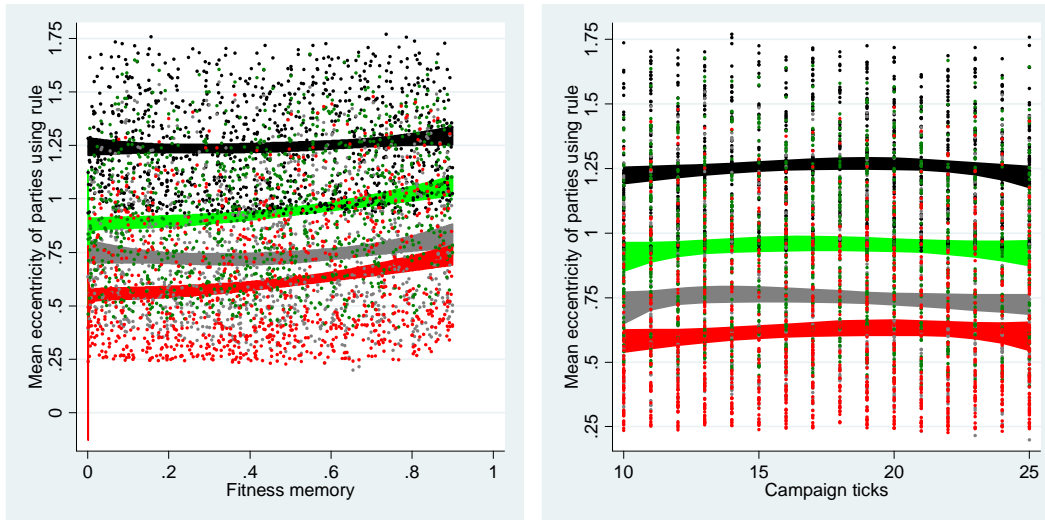 Mean eccentricity of parties using rule
1.75
1.5
1.25
1
.75
.5
.25
0
0 .2 .4 .6 .8 1
Fitness memory
Mean eccentricity of parties using rule
1.75
1.5
1.25
1
.75
.5
.25
10 15 20 25
Campaign ticks